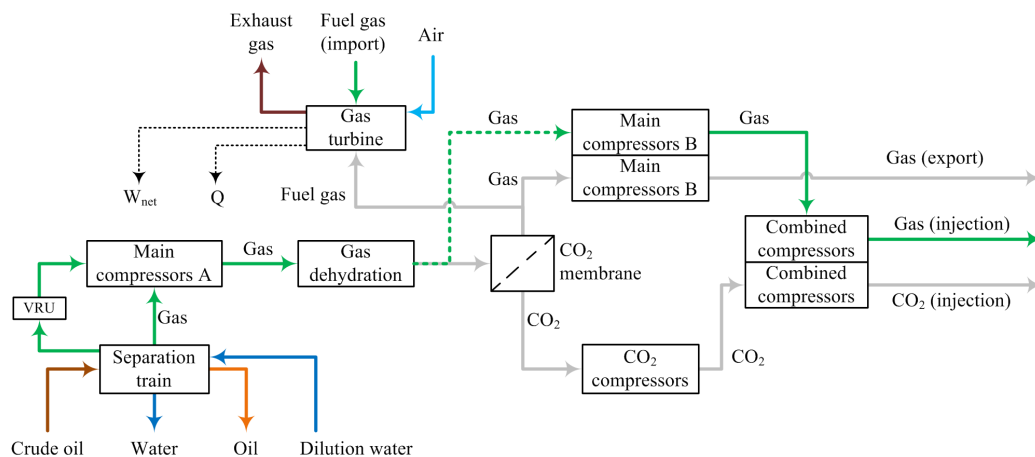 Exhaust
gas
Fuel gas
(import)
Air
Gas
turbine
Gas
Main
compressors B
Gas
Main
compressors B
Gas (export)
Gas
W_net
Q
Fuel gas
Combined
compressors
Gas (injection)
Main
compressors A
Gas
Gas
dehydration
CO₂
membrane
Combined
compressors
CO₂ (injection)
VRU
Gas
CO₂
CO₂
compressors
CO₂
Separation
train
Crude oil
Water
Oil
Dilution water